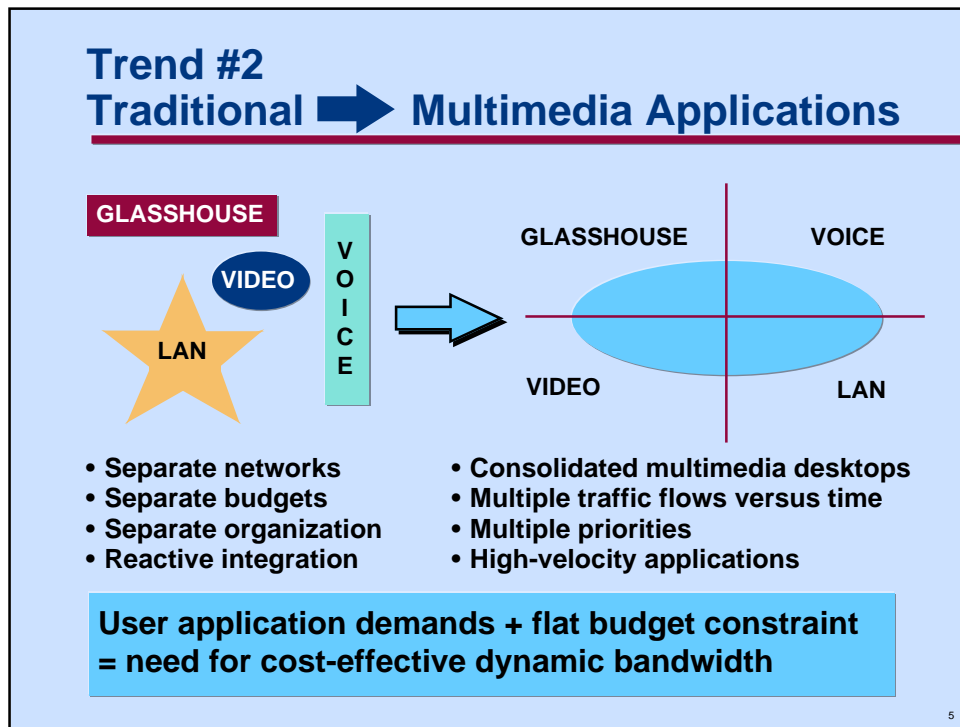 Trend #2
Traditional Multimedia Applications
GLASSHOUSE
VIDEO
LAN
VOICE
GLASSHOUSE VOICE
VIDEO LAN
• Separate networks
• Separate budgets
• Separate organization
• Reactive integration
• Consolidated multimedia desktops
• Multiple traffic flows versus time
• Multiple priorities
• High-velocity applications
User application demands + flat budget constraint
= need for cost-effective dynamic bandwidth
5